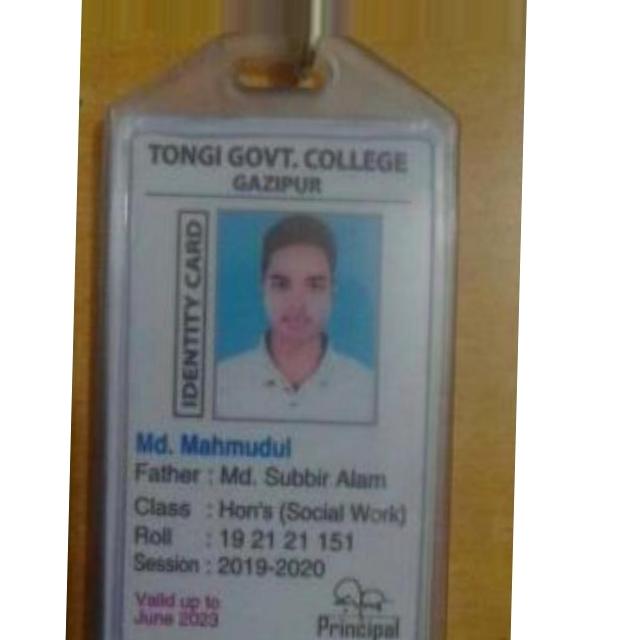 TONGI GOVT. COLLEGE
GAZIPUR
IDENTITY CARD
Md. Mahmudul
Father : Md. Subbir Alam
Class : Hon's (Social Work)
Roll : 19 21 21 151
Session : 2019-2020
Valid up to
June 2023
Principal